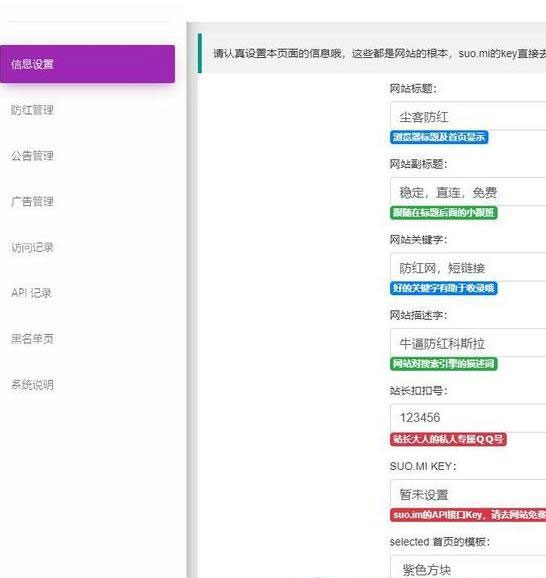 信息设置
防红管理
公告管理
广告管理
访问记录
API 记录
黑名单页
系统说明
请认真设置本页面的信息哦，这些都是网站的根本，suo.mi的key直接去
网站标题：
尘客防红
浏览器标题及首页显示
网站副标题：
稳定，直连，免费
跟随在标题后面的小跟班
网站关键字：
防红网，短链接
好的关键字有助于收录哦
网站描述字：
牛逼防红科斯拉
网站对搜索引擎的描述词
站长扣扣号：
123456
站长大人的私人专属QQ号
SUO.MI KEY：
暂未设置
suo.im的API接口Key，请去网站免费
selected 首页的模板：
紫色方块